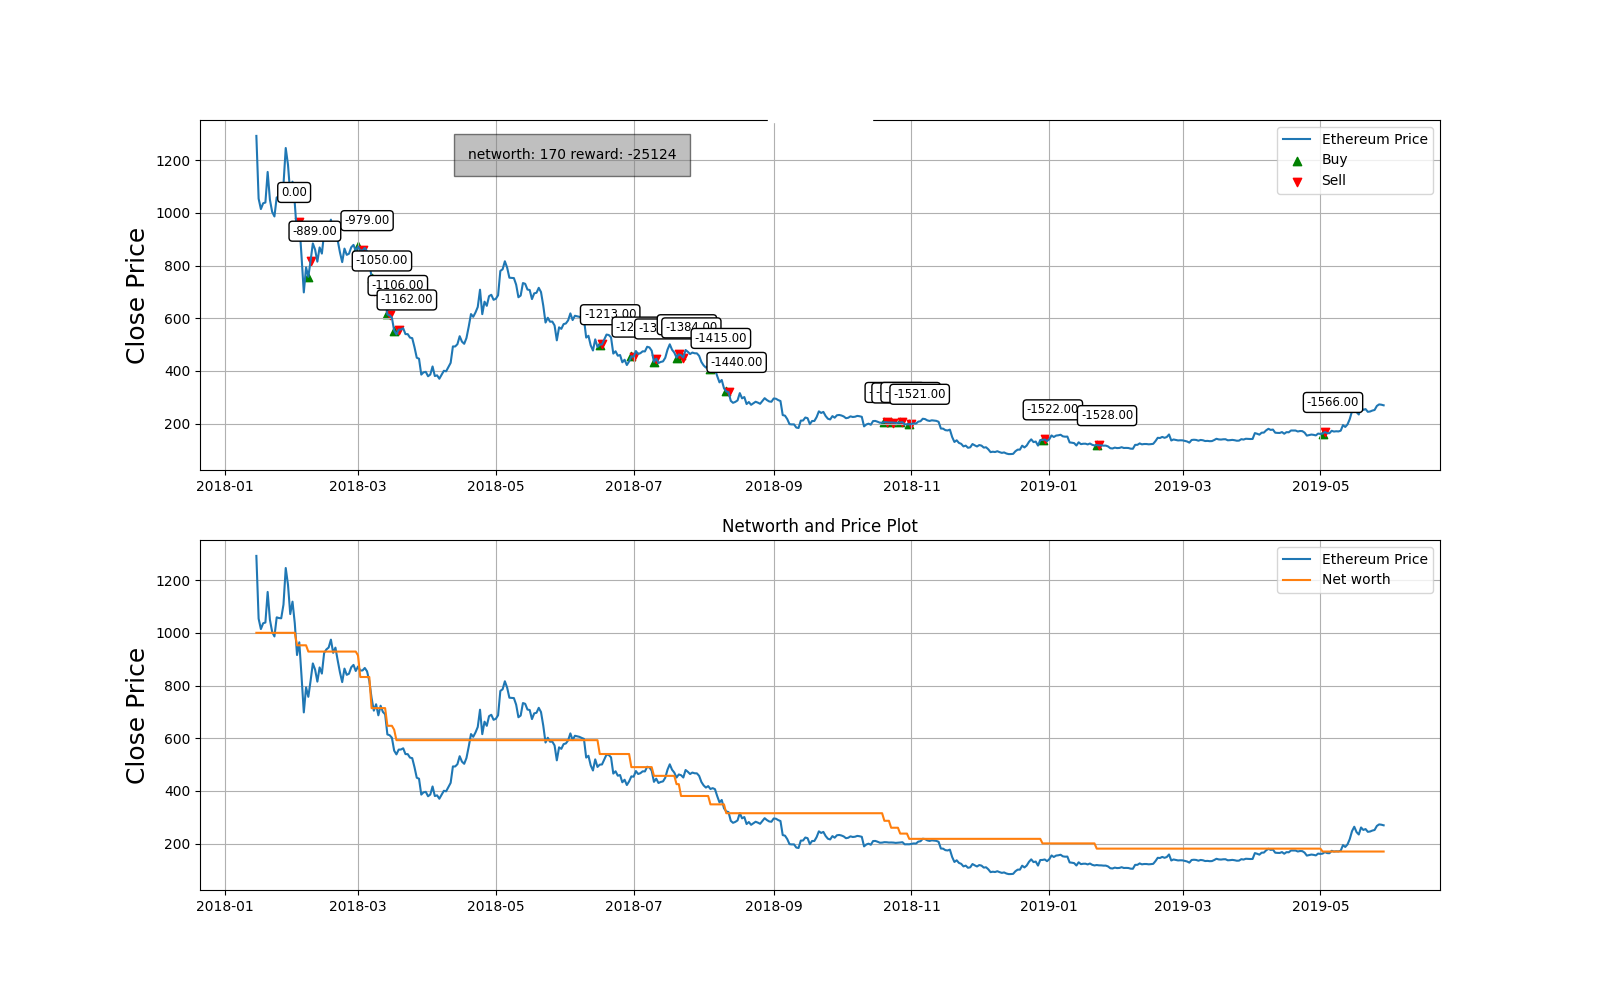 networth: 170 reward: -25124
Ethereum Price
Buy
Sell
Close Price
1200
1000
800
600
400
200
0.00
-889.00
-979.00
-1050.00
-1106.00
-1162.00
-1213.00
-1384.00
-1415.00
-1440.00
-1521.00
-1522.00
-1528.00
-1566.00
2018-01 2018-03 2018-05 2018-07 2018-09 2018-11 2019-01 2019-03 2019-05
Networth and Price Plot
Ethereum Price
Net worth
Close Price
1200
1000
800
600
400
200
2018-01 2018-03 2018-05 2018-07 2018-09 2018-11 2019-01 2019-03 2019-05